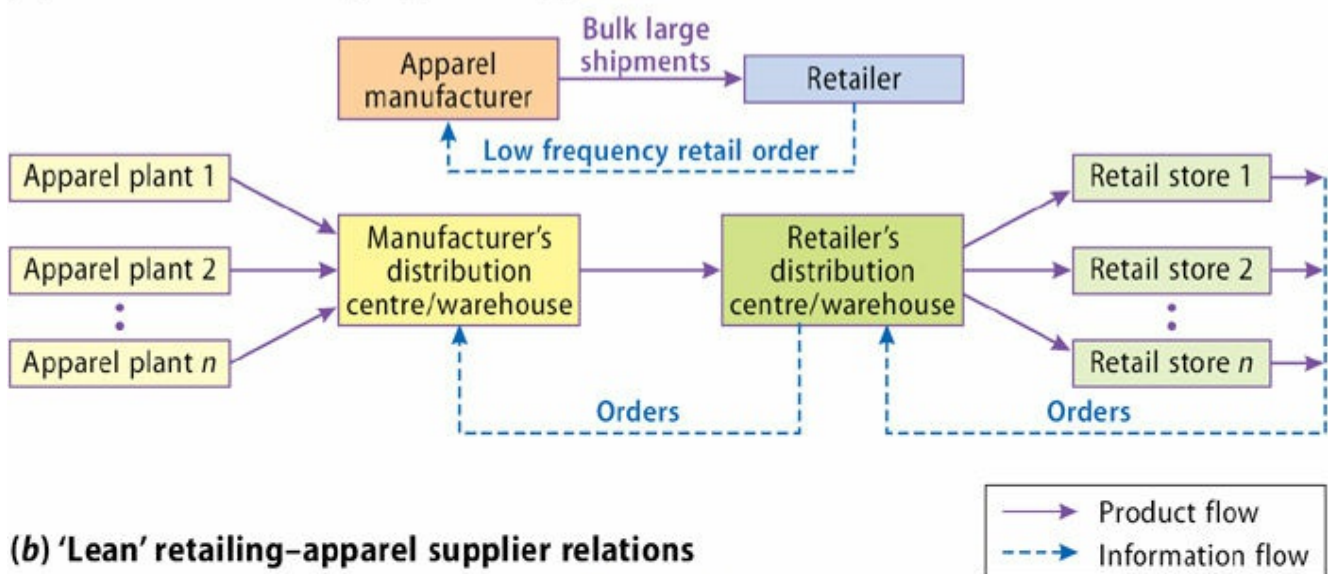 Bulk large
shipments
Apparel
manufacturer
Retailer
Low frequency retail order
Apparel plant 1
Retail store 1
Manufacturer's
distribution
centre/warehouse
Retailer's
distribution
centre/warehouse
Apparel plant 2
Retail store 2
Apparel plant n
Retail store n
Orders
Orders
Product flow
Information flow
(b) 'Lean' retailing–apparel supplier relations